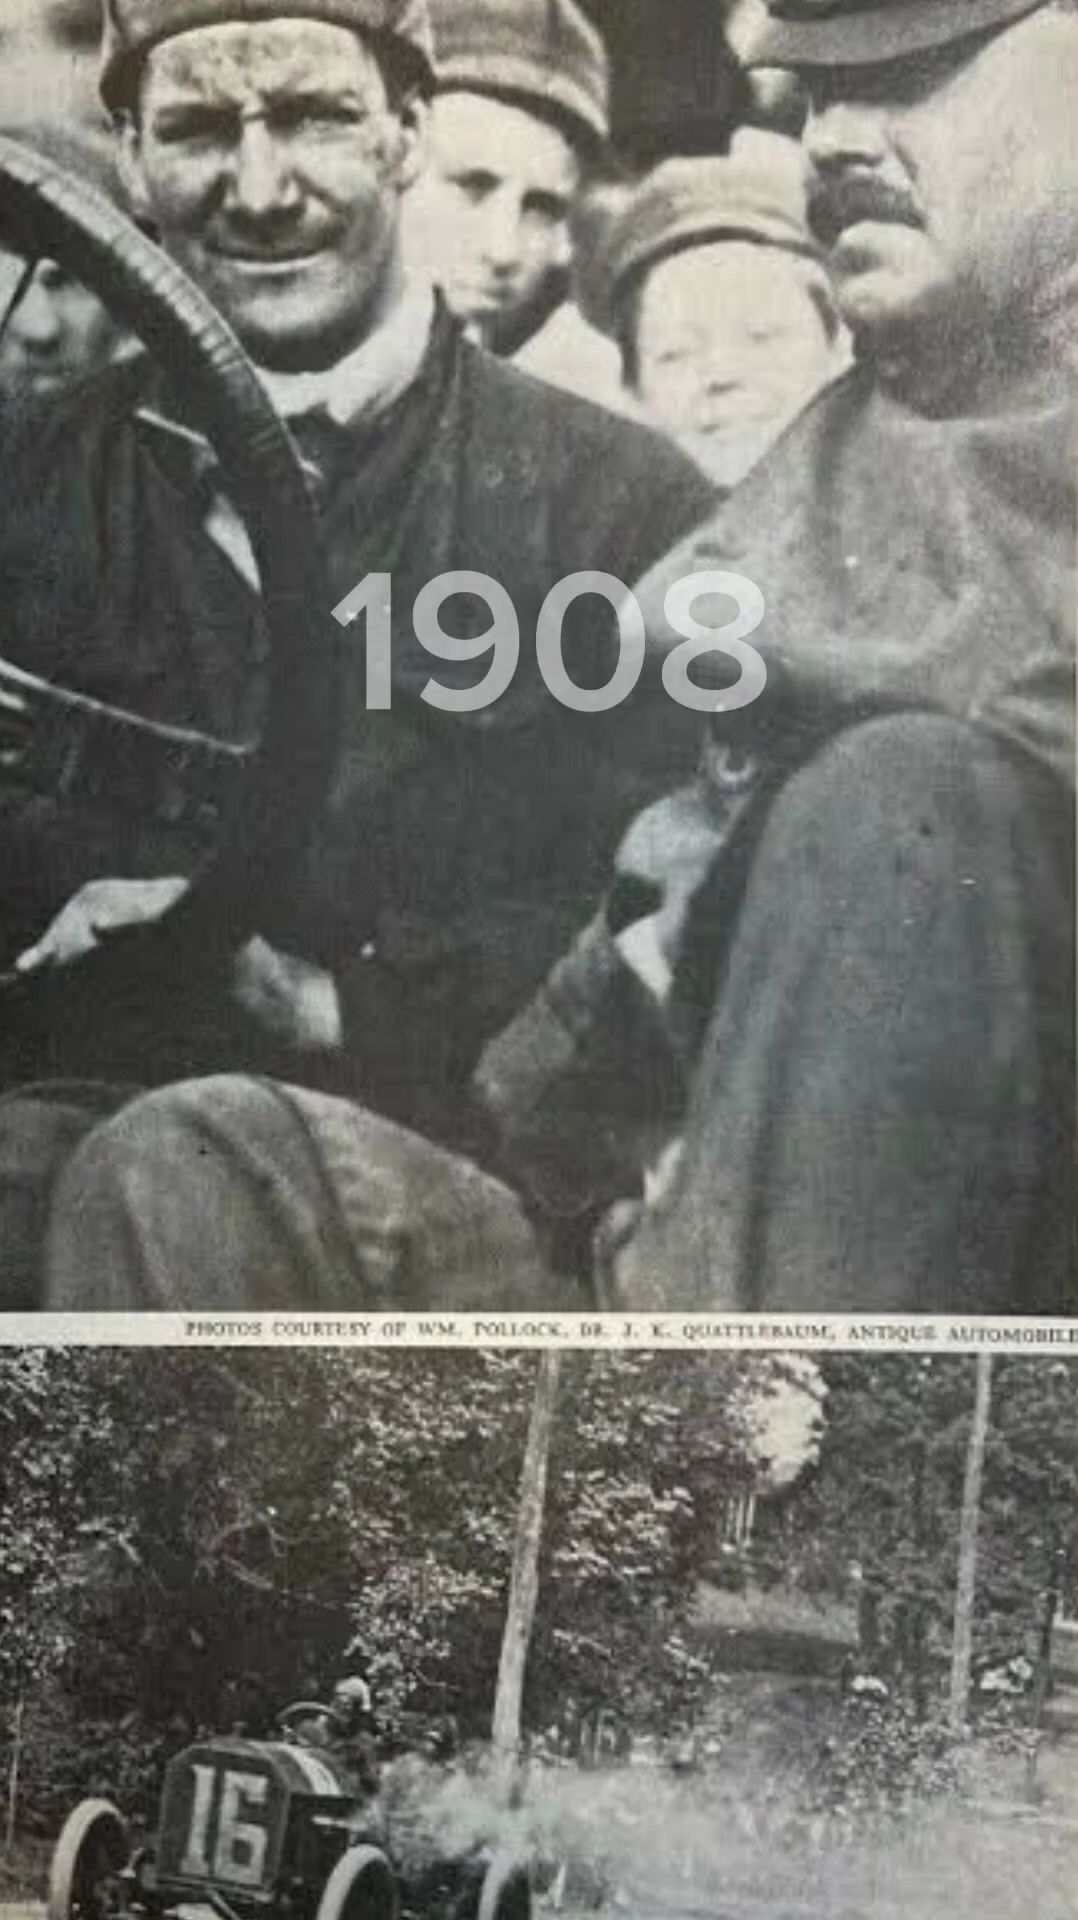 1908
PHOTOS COURTESY OF WM. POLLOCK, DR. J. K. QUATTLEBAUM, ANTIQUE AUTOMOBILE
16